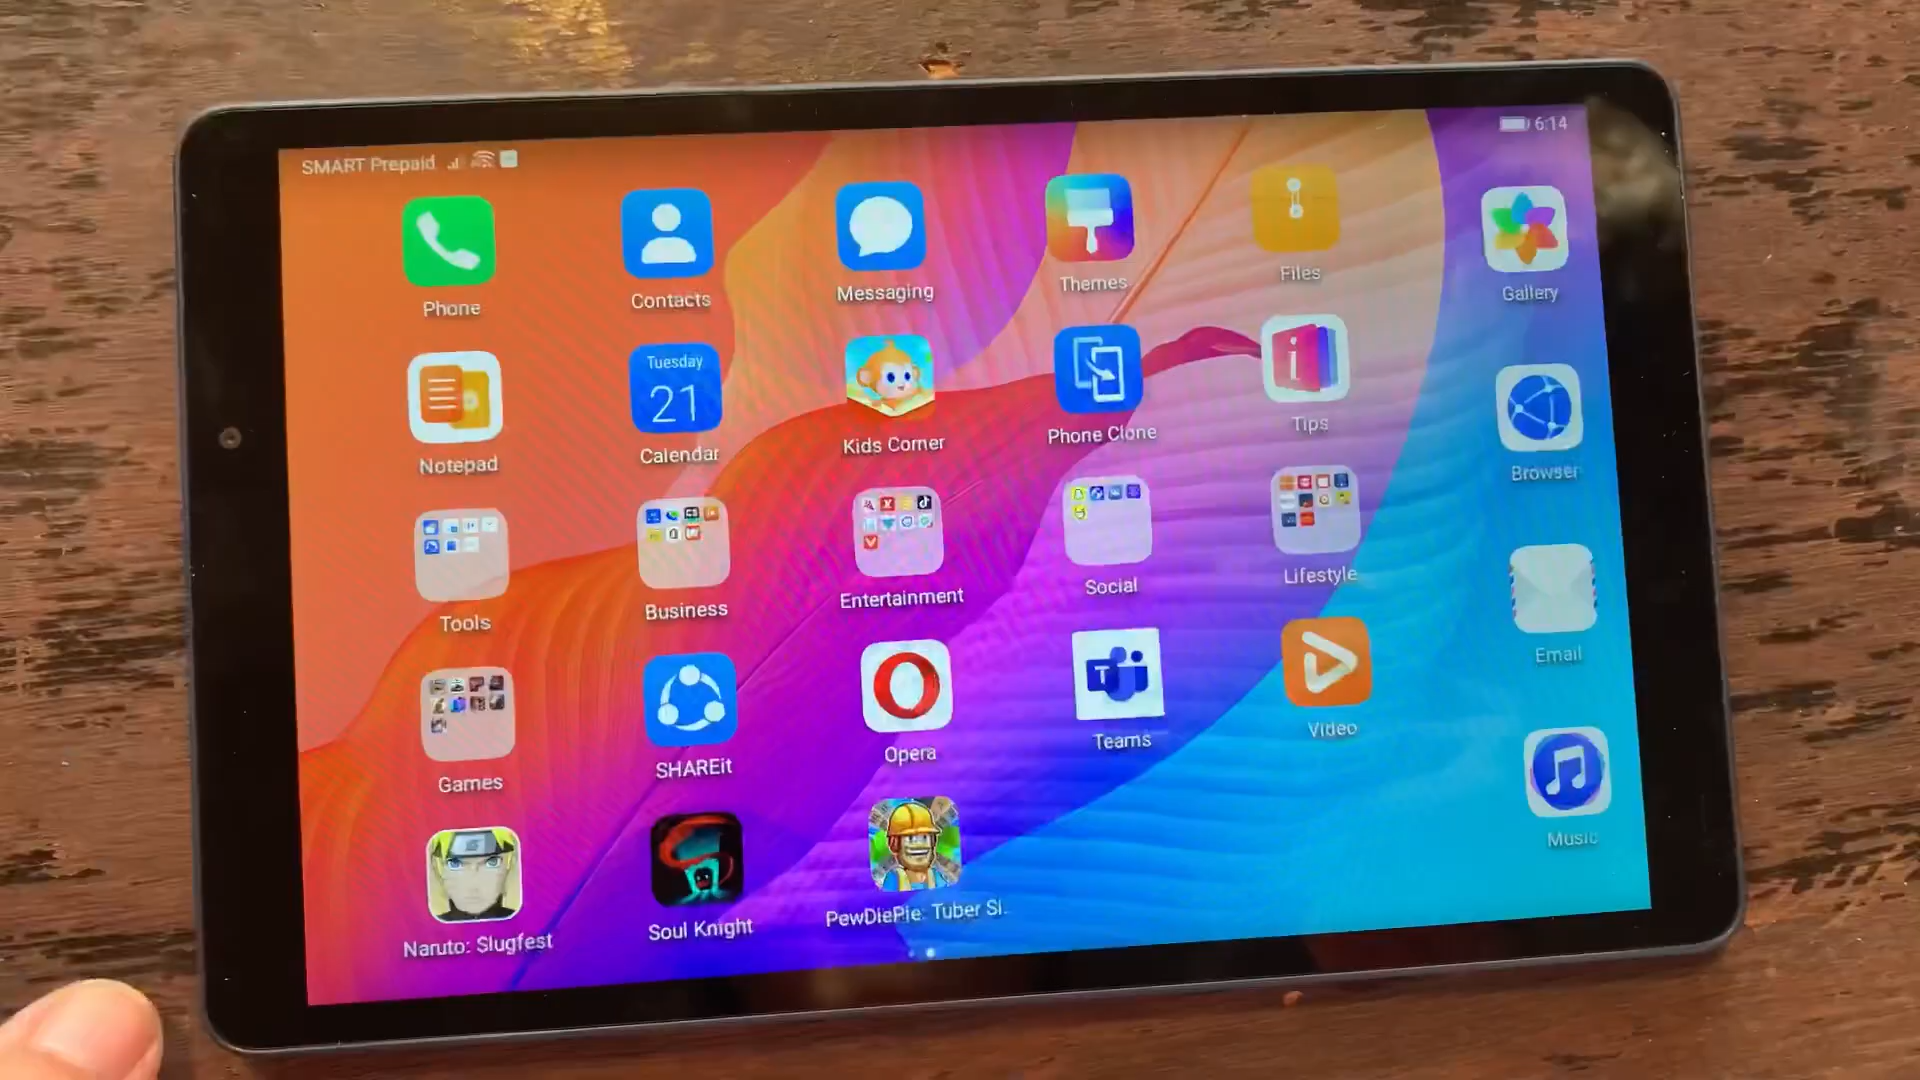 SMART Prepaid
6:14
Phone
Contacts
Messaging
Themes
Files
Gallery
Notepad
Tuesday
21
Calendar
Kids Corner
Phone Clone
i
Tips
Browser
Tools
Business
Entertainment
Social
Lifestyle
Email
Games
SHAREit
Opera
T
Teams
Video
Music
Naruto: Slugfest
Soul Knight
PewDiePie: Tuber Si..